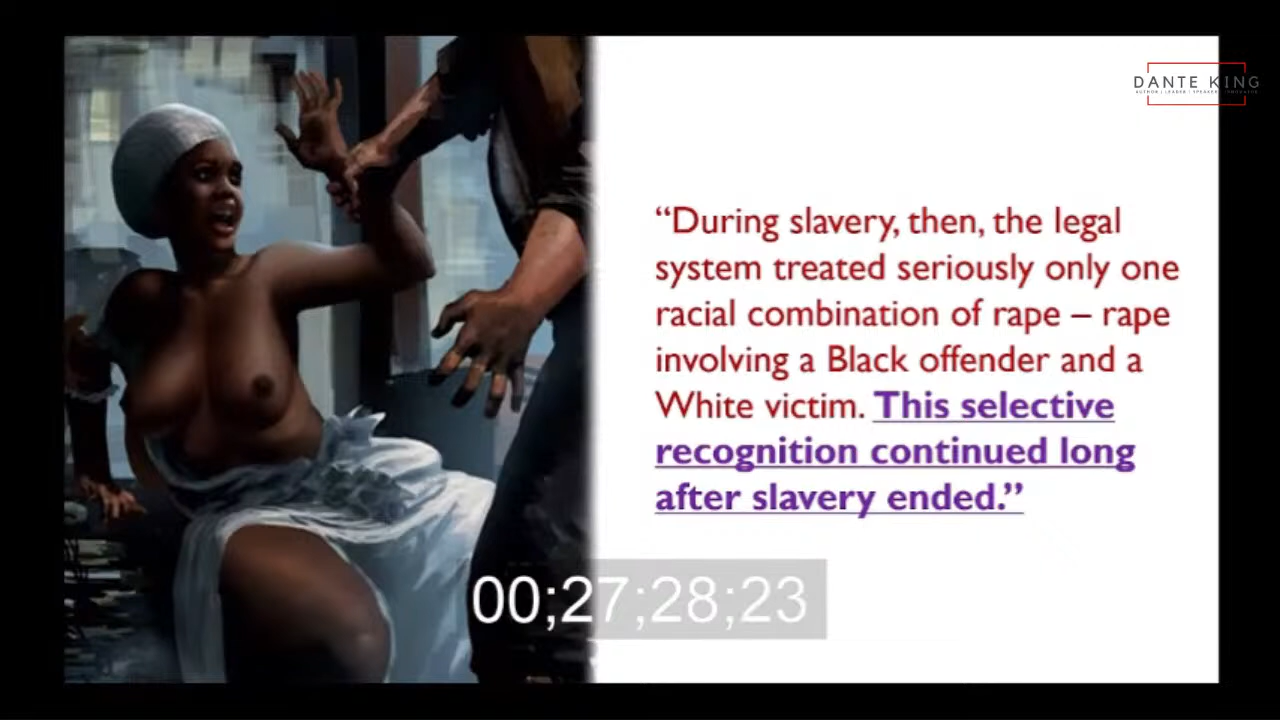 DANTE KING
“During slavery, then, the legal
system treated seriously only one
racial combination of rape – rape
involving a Black offender and a
White victim. This selective
recognition continued long
after slavery ended.”
00;27;28;23